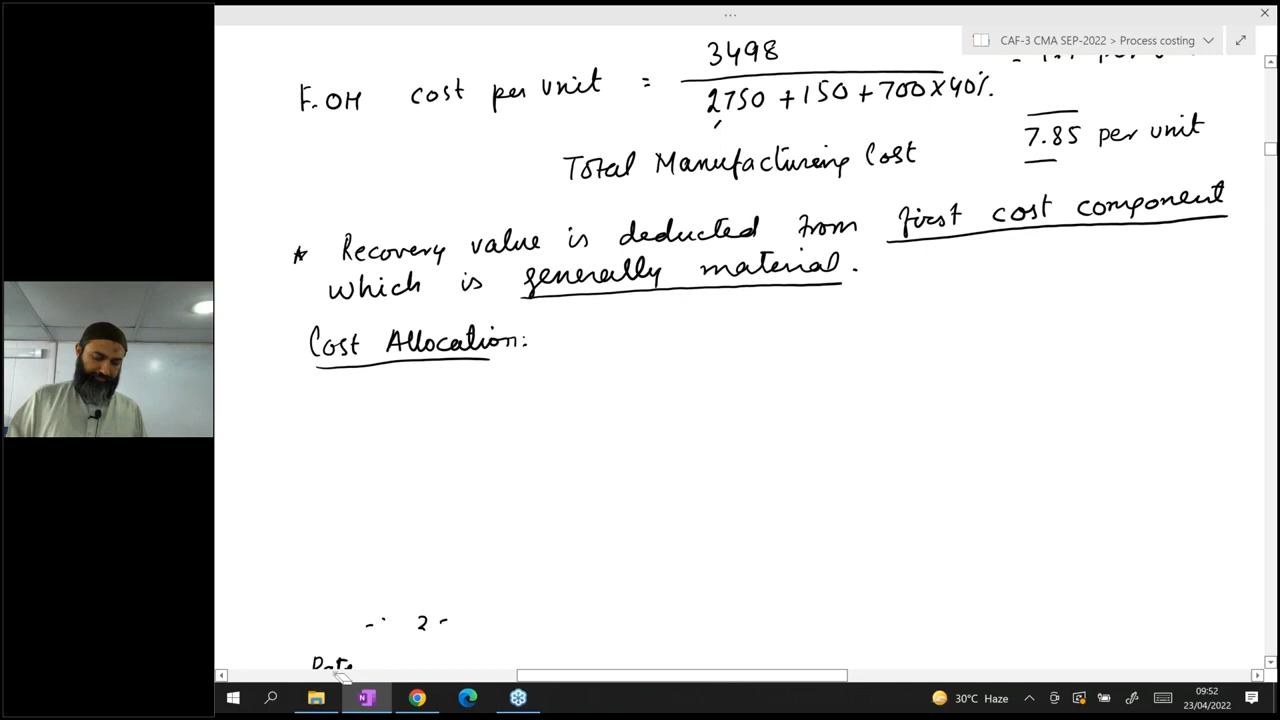 CAF-3 CMA SEP-2022 > Process costing
3498
F.OH cost per unit =
2750 + 150 + 700 × 40%.
Total Manufacturing Cost 7.85 per unit
* Recovery value is deducted from first cost component
which is generally material.
Cost Allocation:
2
30°C Haze
09:52
23/04/2022